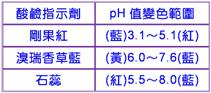 酸鹼指示劑 pH 值變色範圍
剛果紅 (藍)3.1～5.1(紅)
溴瑞香草藍 (黃)6.0～7.6(藍)
石蕊 (紅)5.5～8.0(藍)